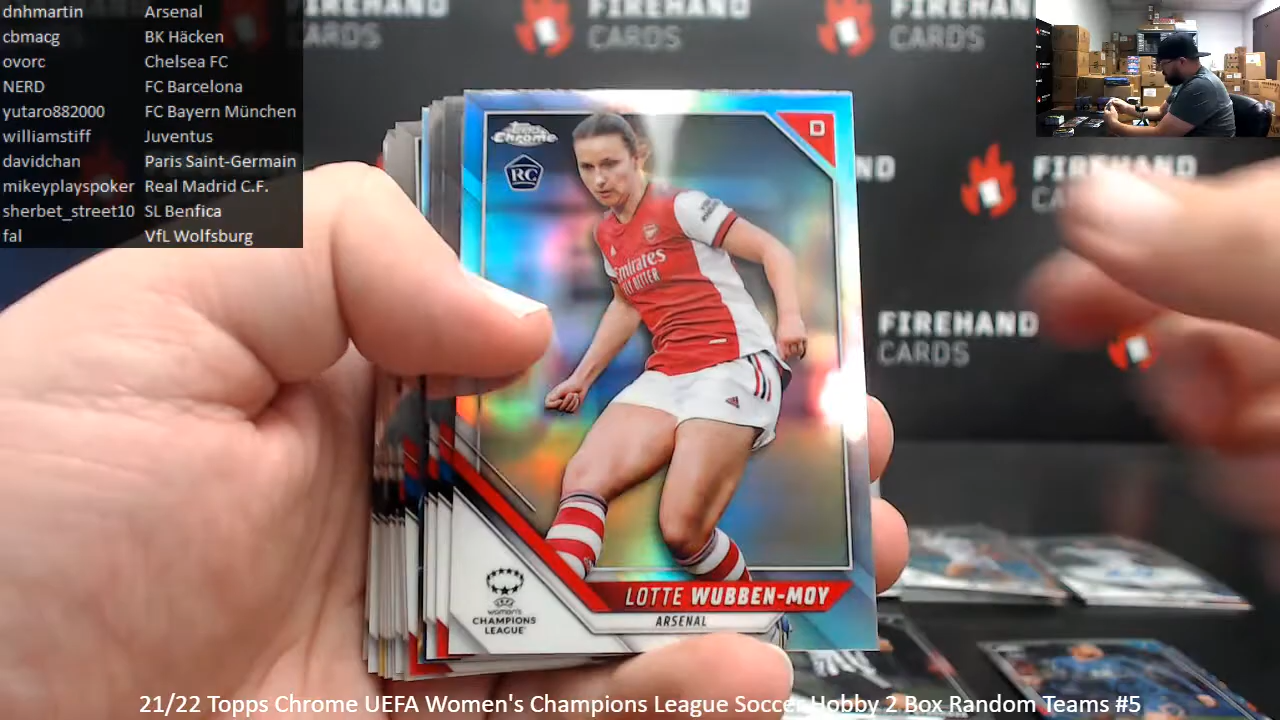 dnhmartin Arsenal
cbmacg BK Häcken
ovorc Chelsea FC
NERD FC Barcelona
yutaro882000 FC Bayern München
williamstiff Juventus
davidchan Paris Saint-Germain
mikeyplayspoker Real Madrid C.F.
sherbet_street10 SL Benfica
fal VfL Wolfsburg
FIREHAND
CARDS
FIREHAND
CARDS
FIREHAND
CARDS
FIREHAND
FIREHAND
CARDS
Topps
Chrome
RC
D
Emirates
FLY BETTER
LOTTE WUBBEN-MOY
ARSENAL
UEFA
WOMEN'S
CHAMPIONS
LEAGUE
21/22 Topps Chrome UEFA Women's Champions League Soccer Hobby 2 Box Random Teams #5